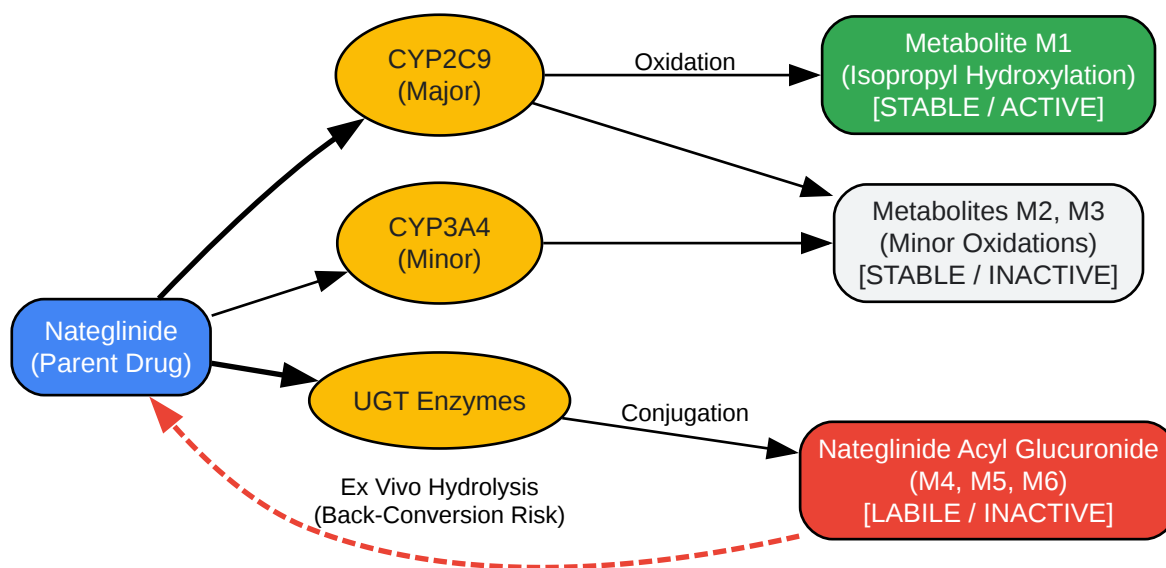 CYP2C9
(Major)
Oxidation
Metabolite M1
(Isopropyl Hydroxylation)
[STABLE / ACTIVE]
CYP3A4
(Minor)
Metabolites M2, M3
(Minor Oxidations)
[STABLE / INACTIVE]
Nateglinide
(Parent Drug)
UGT Enzymes
Conjugation
Nateglinide Acyl Glucuronide
(M4, M5, M6)
[LABILE / INACTIVE]
Ex Vivo Hydrolysis
(Back-Conversion Risk)